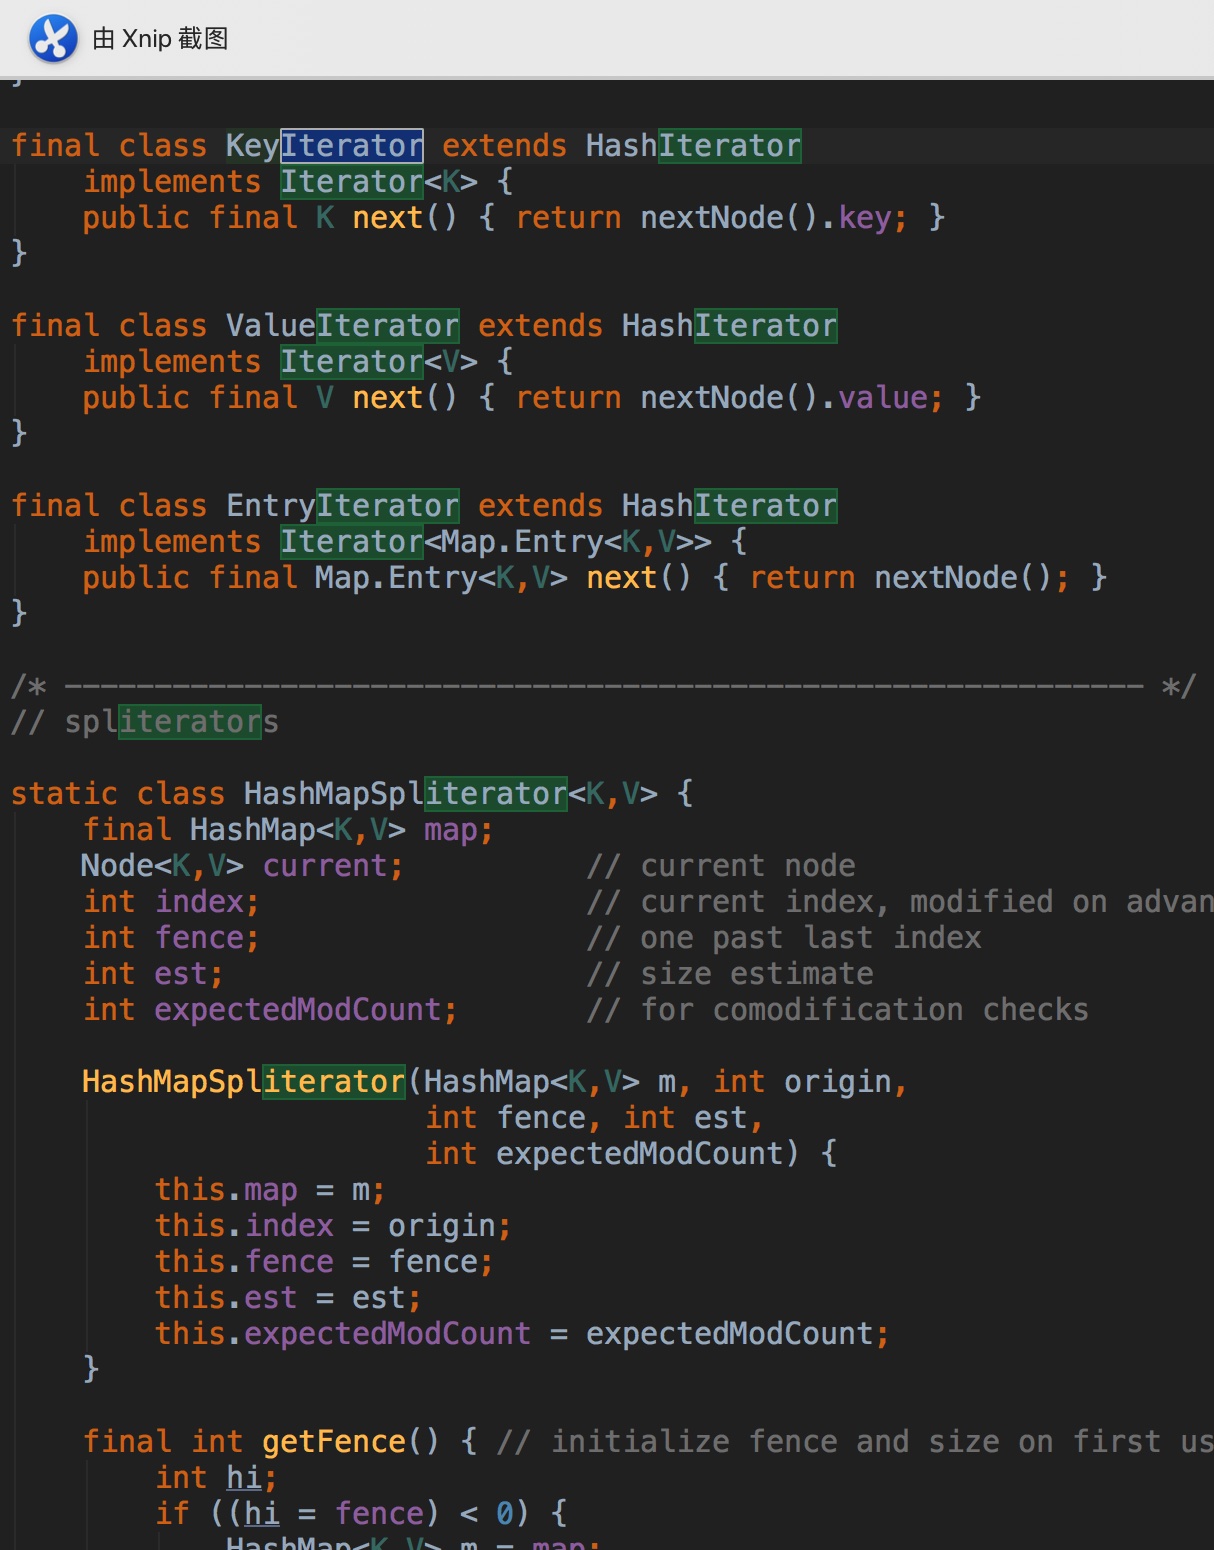 由 Xnip 截图
}
final class KeyIterator extends HashIterator
    implements Iterator<K> {
    public final K next() { return nextNode().key; }
}

final class ValueIterator extends HashIterator
    implements Iterator<V> {
    public final V next() { return nextNode().value; }
}

final class EntryIterator extends HashIterator
    implements Iterator<Map.Entry<K,V>> {
    public final Map.Entry<K,V> next() { return nextNode(); }
}

/* ------------------------------------------------------------ */
// spliterators

static class HashMapSpliterator<K,V> {
    final HashMap<K,V> map;
    Node<K,V> current;          // current node
    int index;                  // current index, modified on advan
    int fence;                  // one past last index
    int est;                    // size estimate
    int expectedModCount;       // for comodification checks

    HashMapSpliterator(HashMap<K,V> m, int origin,
                       int fence, int est,
                       int expectedModCount) {
        this.map = m;
        this.index = origin;
        this.fence = fence;
        this.est = est;
        this.expectedModCount = expectedModCount;
    }

    final int getFence() { // initialize fence and size on first us
        int hi;
        if ((hi = fence) < 0) {
            HashMap<K,V> m = map;